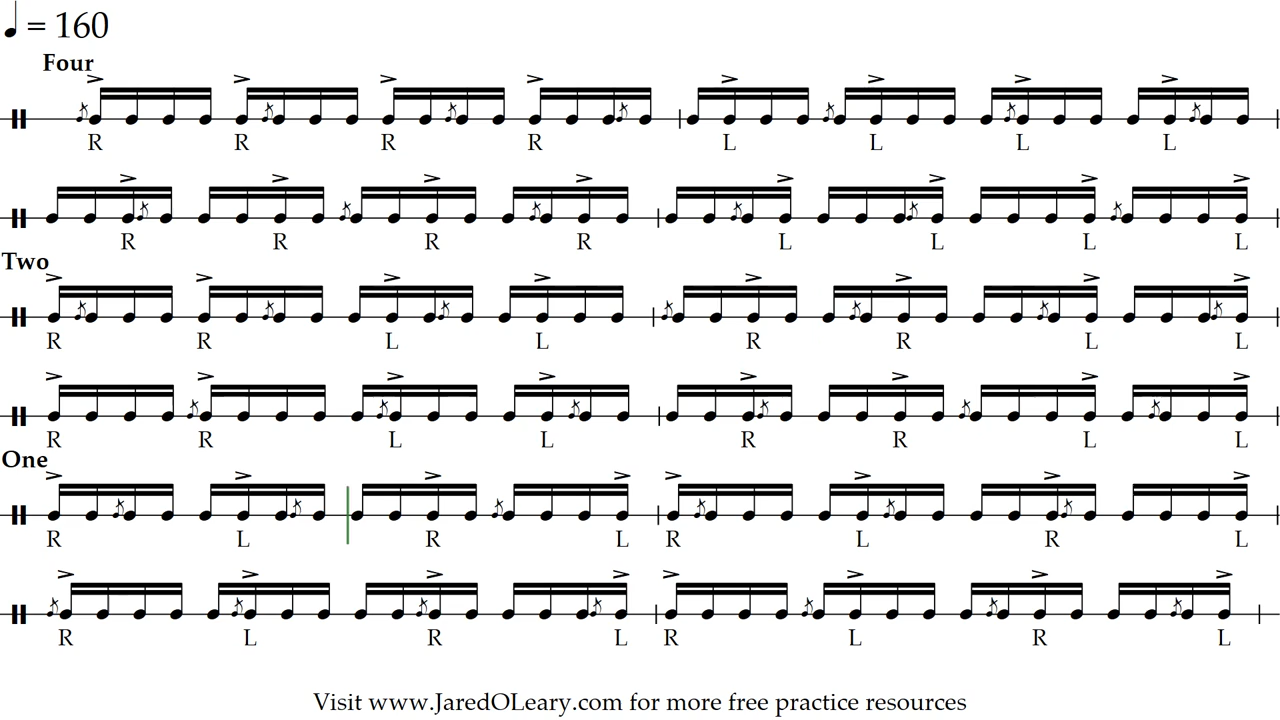 = 160
Four
R R R R L L L L
R R R R L L L L
Two
R R L L R R L L
R R L L R R L L
One
R L R L R L R L
R L R L R L R L
Visit www.JaredOLeary.com for more free practice resources